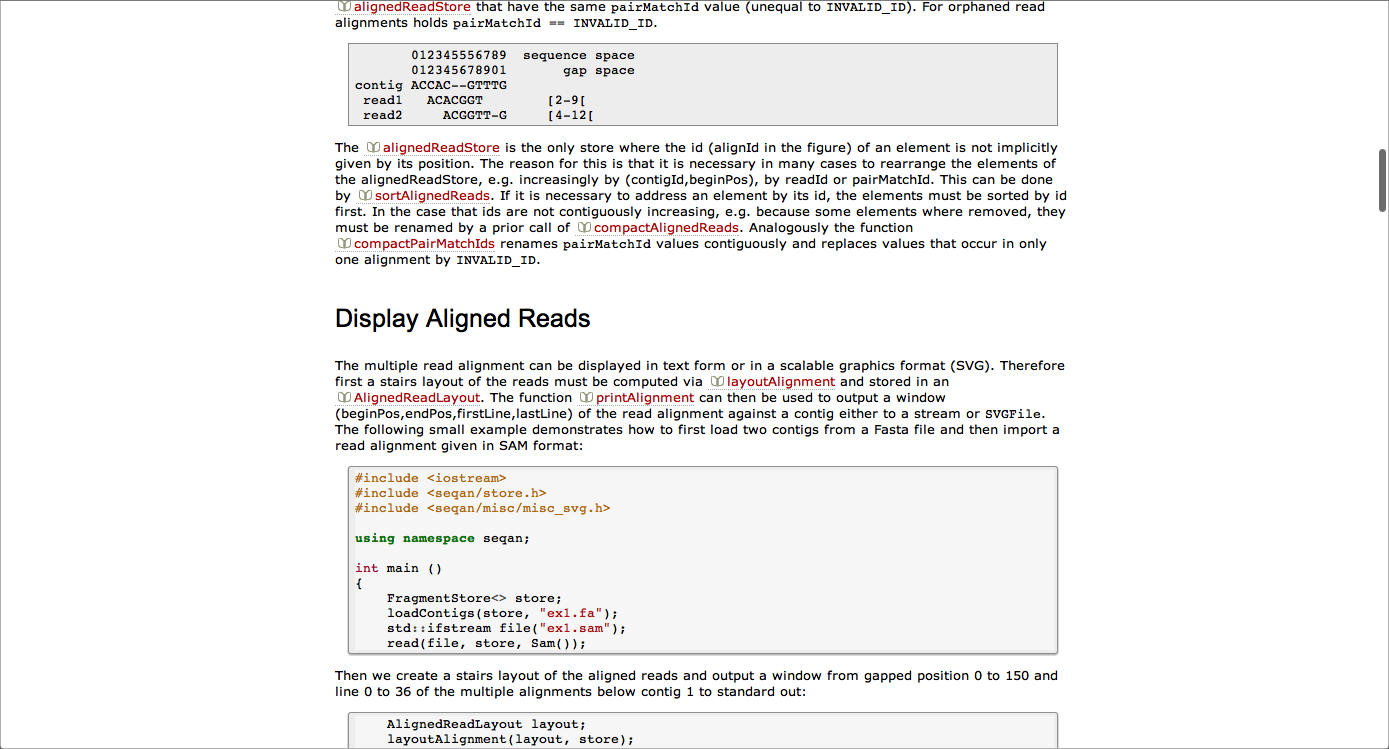 alignedReadStore that have the same pairMatchId value (unequal to INVALID_ID). For orphaned read
alignments holds pairMatchId == INVALID_ID.
       012345556789  sequence space
       012345678901       gap space
contig ACCAC--GTTTG
 read1   ACACGGT        [2-9[
 read2     ACGGTT-G     [4-12[
The alignedReadStore is the only store where the id (alignId in the figure) of an element is not implicitly
given by its position. The reason for this is that it is necessary in many cases to rearrange the elements of
the alignedReadStore, e.g. increasingly by (contigId,beginPos), by readId or pairMatchId. This can be done
by sortAlignedReads. If it is necessary to address an element by its id, the elements must be sorted by id
first. In the case that ids are not contiguously increasing, e.g. because some elements where removed, they
must be renamed by a prior call of compactAlignedReads. Analogously the function
compactPairMatchIds renames pairMatchId values contiguously and replaces values that occur in only
one alignment by INVALID_ID.
Display Aligned Reads
The multiple read alignment can be displayed in text form or in a scalable graphics format (SVG). Therefore
first a stairs layout of the reads must be computed via layoutAlignment and stored in an
AlignedReadLayout. The function printAlignment can then be used to output a window
(beginPos,endPos,firstLine,lastLine) of the read alignment against a contig either to a stream or SVGFile.
The following small example demonstrates how to first load two contigs from a Fasta file and then import a
read alignment given in SAM format:
#include <iostream>
#include <seqan/store.h>
#include <seqan/misc/misc_svg.h>
using namespace seqan;
int main ()
{
    FragmentStore<> store;
    loadContigs(store, "ex1.fa");
    std::ifstream file("ex1.sam");
    read(file, store, Sam());
Then we create a stairs layout of the aligned reads and output a window from gapped position 0 to 150 and
line 0 to 36 of the multiple alignments below contig 1 to standard out:
    AlignedReadLayout layout;
    layoutAlignment(layout, store);